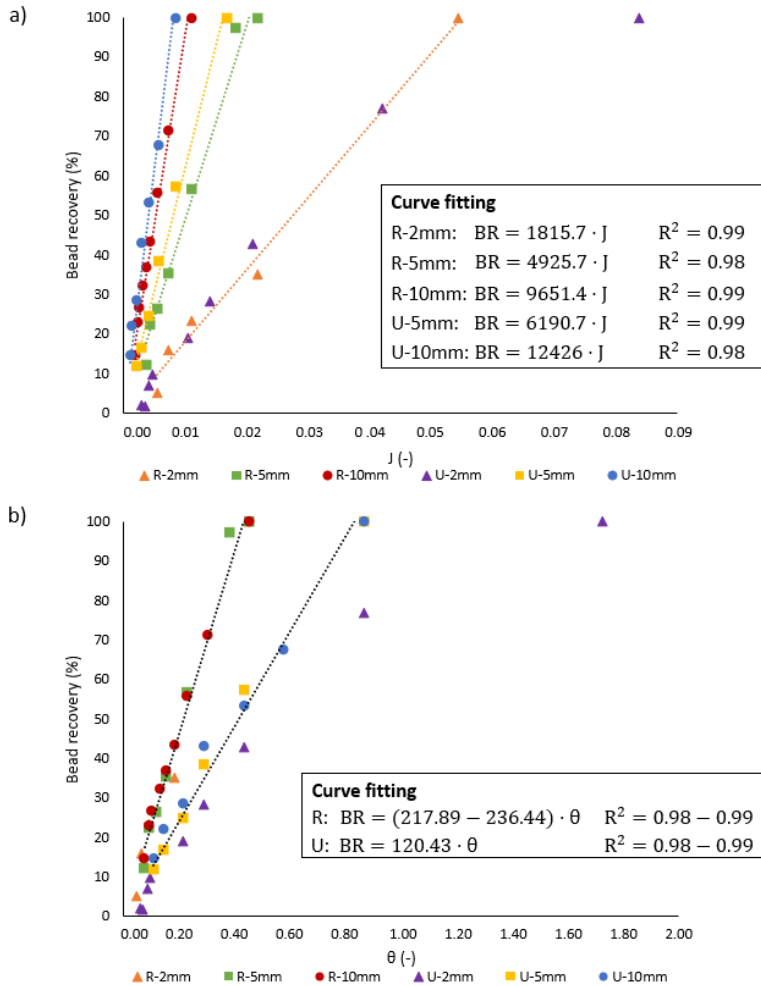 a)
100
90
80
70
60
50
40
30
20
10
0
Bead recovery (%)
Curve fitting
R-2mm: BR = 1815.7 · J R² = 0.99
R-5mm: BR = 4925.7 · J R² = 0.98
R-10mm: BR = 9651.4 · J R² = 0.99
U-5mm: BR = 6190.7 · J R² = 0.99
U-10mm: BR = 12426 · J R² = 0.98
0.00 0.01 0.02 0.03 0.04 0.05 0.06 0.07 0.08 0.09
J (-)
R-2mm R-5mm R-10mm U-2mm U-5mm U-10mm
b)
100
90
80
70
60
50
40
30
20
10
0
Bead recovery (%)
Curve fitting
R: BR = (217.89 − 236.44) · θ R² = 0.98 − 0.99
U: BR = 120.43 · θ R² = 0.98 − 0.99
0.00 0.20 0.40 0.60 0.80 1.00 1.20 1.40 1.60 1.80 2.00
θ (-)
R-2mm R-5mm R-10mm U-2mm U-5mm U-10mm